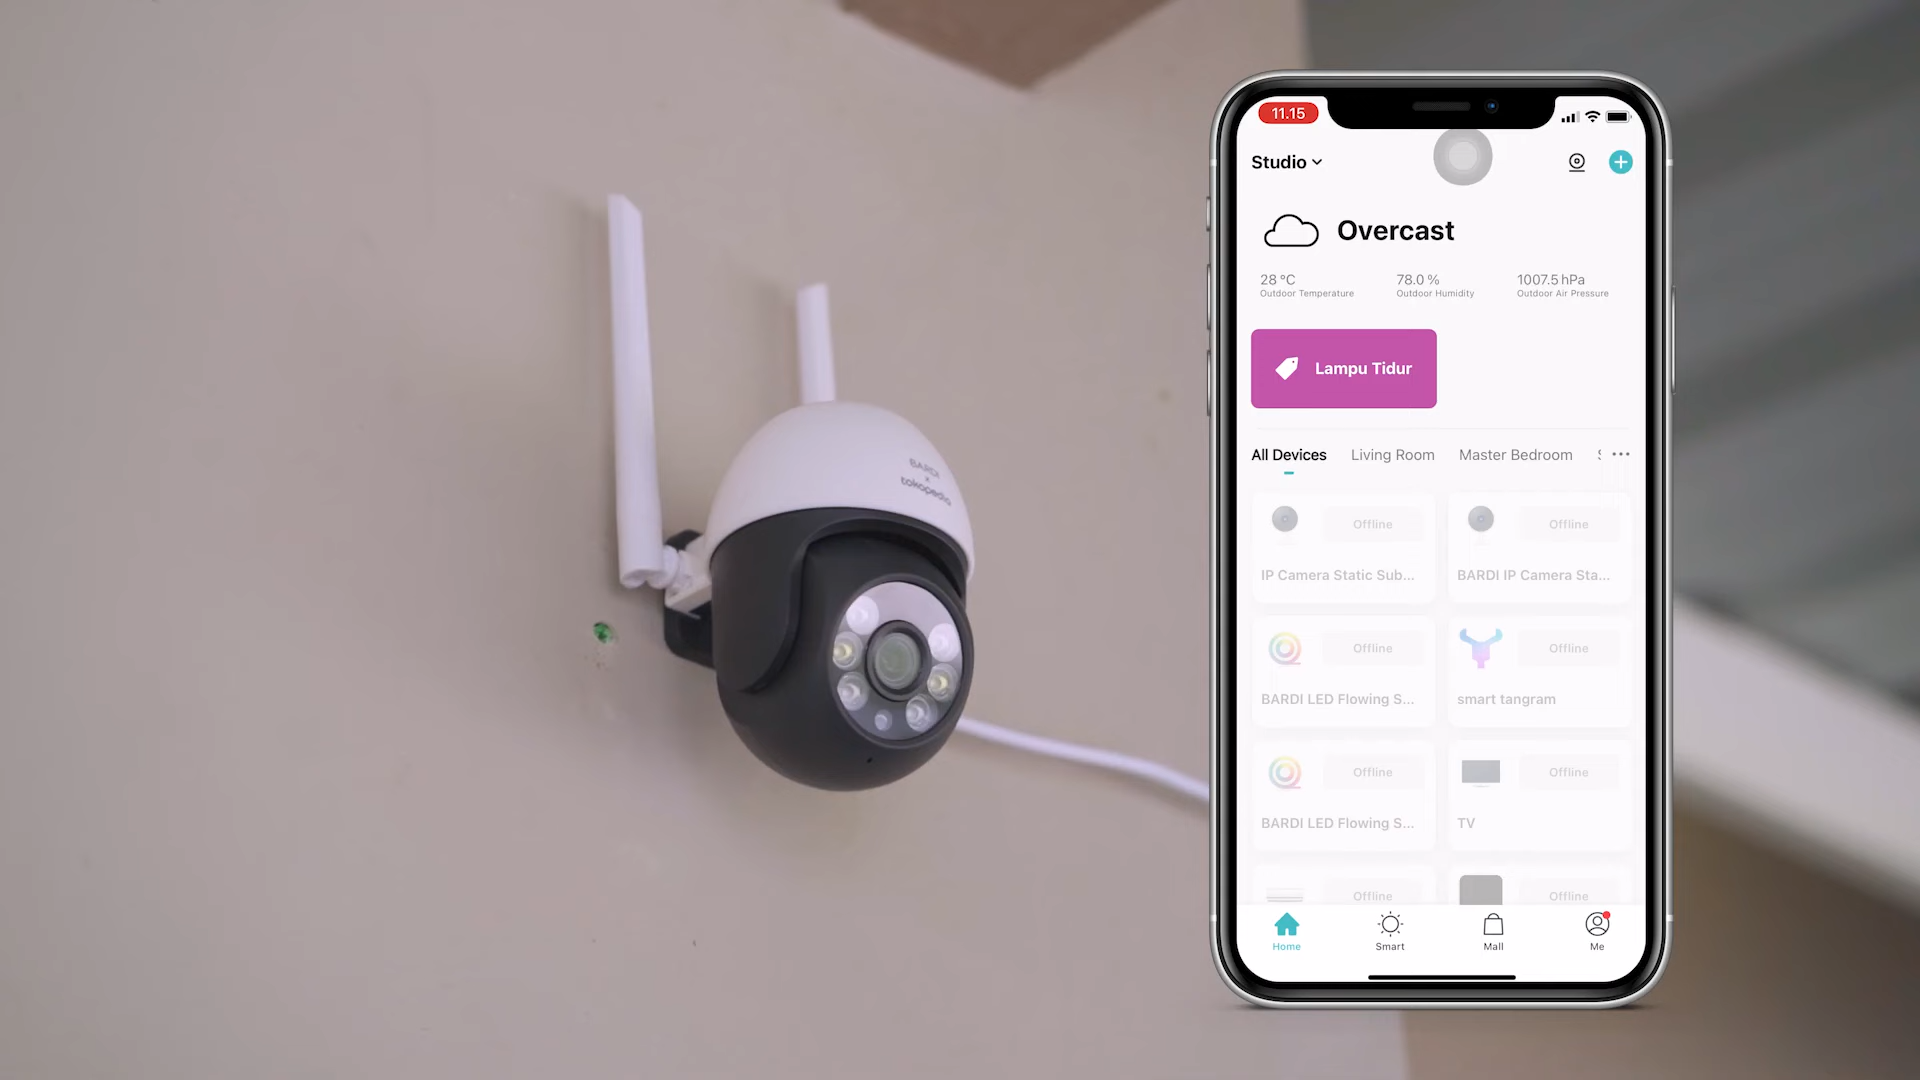 BARDI
x
tokopedia
11.15
Studio
Overcast
28 °C
Outdoor Temperature
78.0 %
Outdoor Humidity
1007.5 hPa
Outdoor Air Pressure
Lampu Tidur
All Devices Living Room Master Bedroom
Offline
IP Camera Static Sub...
Offline
BARDI IP Camera Sta...
Offline
BARDI LED Flowing S...
Offline
smart tangram
Offline
BARDI LED Flowing S...
Offline
TV
Offline
Offline
Home Smart Mall Me